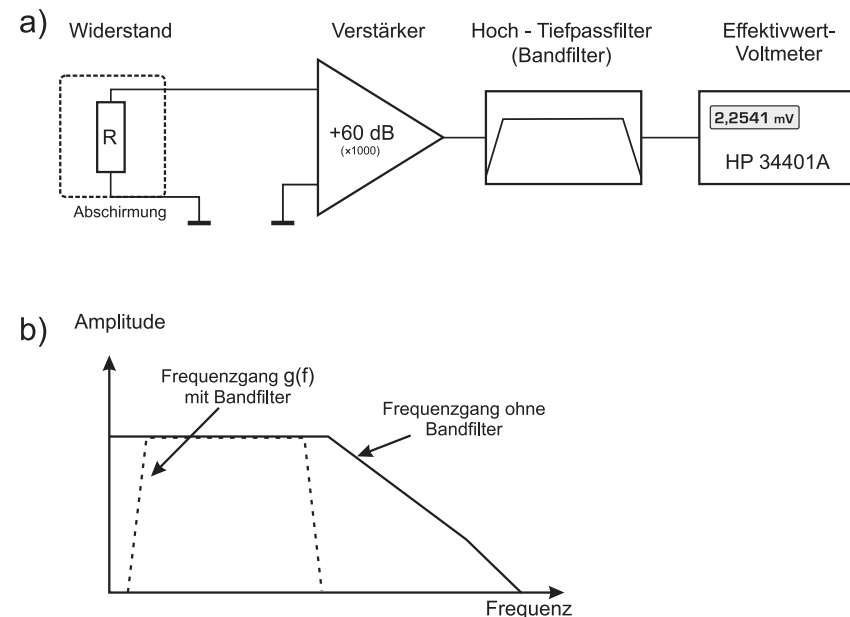 a)
Widerstand
Verstärker
Hoch - Tiefpassfilter
(Bandfilter)
Effektivwert-
Voltmeter
R
Abschirmung
+60 dB
(×1000)
2,2541 mV
HP 34401A
b)
Amplitude
Frequenzgang g(f)
mit Bandfilter
Frequenzgang ohne
Bandfilter
Frequenz